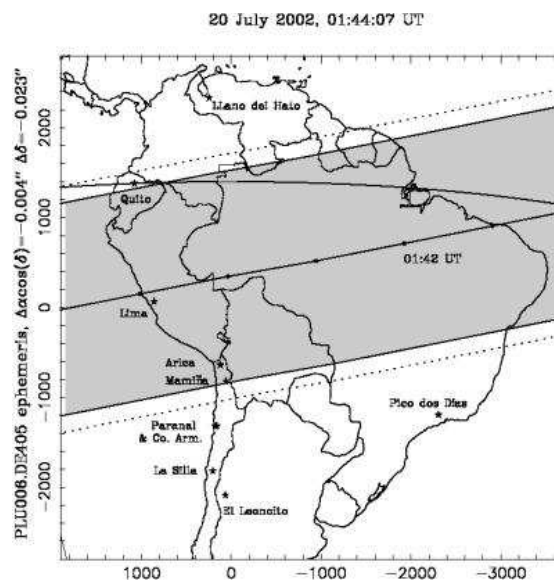 20 July 2002, 01:44:07 UT
PLU006.DE405 ephemeris, Δαcos(δ)=-0.004" Δδ=-0.023"
2000
1000
0
-1000
-2000
Llano del Hato
Quito
01:42 UT
Lima
Arica
Mamiña
Pico dos Dias
Paranal
& Co. Arm.
La Silla
El Leoncito
1000 0 -1000 -2000 -3000